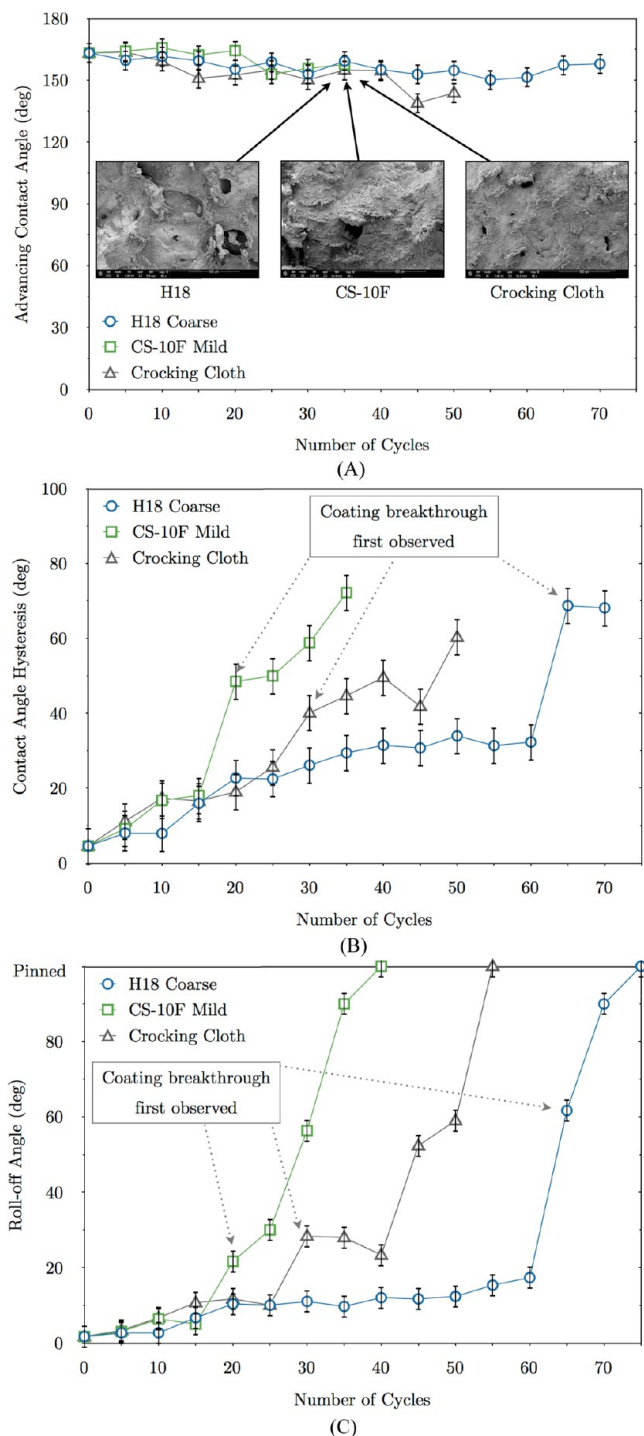 180
150
120
90
60
30
0
Advancing Contact Angle (deg)
H18
CS-10F
Crocking Cloth
H18 Coarse
CS-10F Mild
Crocking Cloth
0 10 20 30 40 50 60 70
Number of Cycles
(A)
100
80
60
40
20
0
Contact Angle Hysteresis (deg)
H18 Coarse
CS-10F Mild
Crocking Cloth
Coating breakthrough
first observed
0 10 20 30 40 50 60 70
Number of Cycles
(B)
Pinned
80
60
40
20
0
Roll-off Angle (deg)
H18 Coarse
CS-10F Mild
Crocking Cloth
Coating breakthrough
first observed
0 10 20 30 40 50 60 70
Number of Cycles
(C)